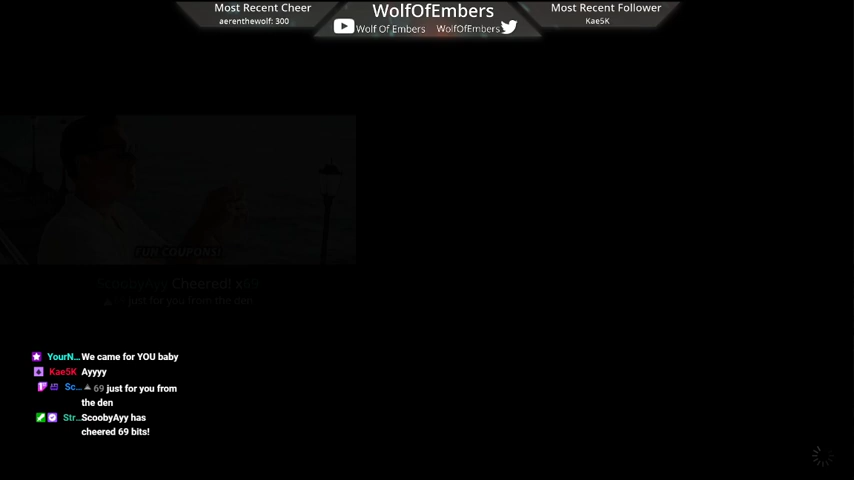 Most Recent Cheer
aerenthewolf: 300
WolfOfEmbers
Wolf Of Embers WolfOfEmbers
Most Recent Follower
Kae5K
FUN COUPONS!
ScoobyAyy Cheered! x69
69 just for you from the den
YourN... We came for YOU baby
Kae5K Ayyyy
Sc... 69 just for you from
the den
Str... ScoobyAyy has
cheered 69 bits!